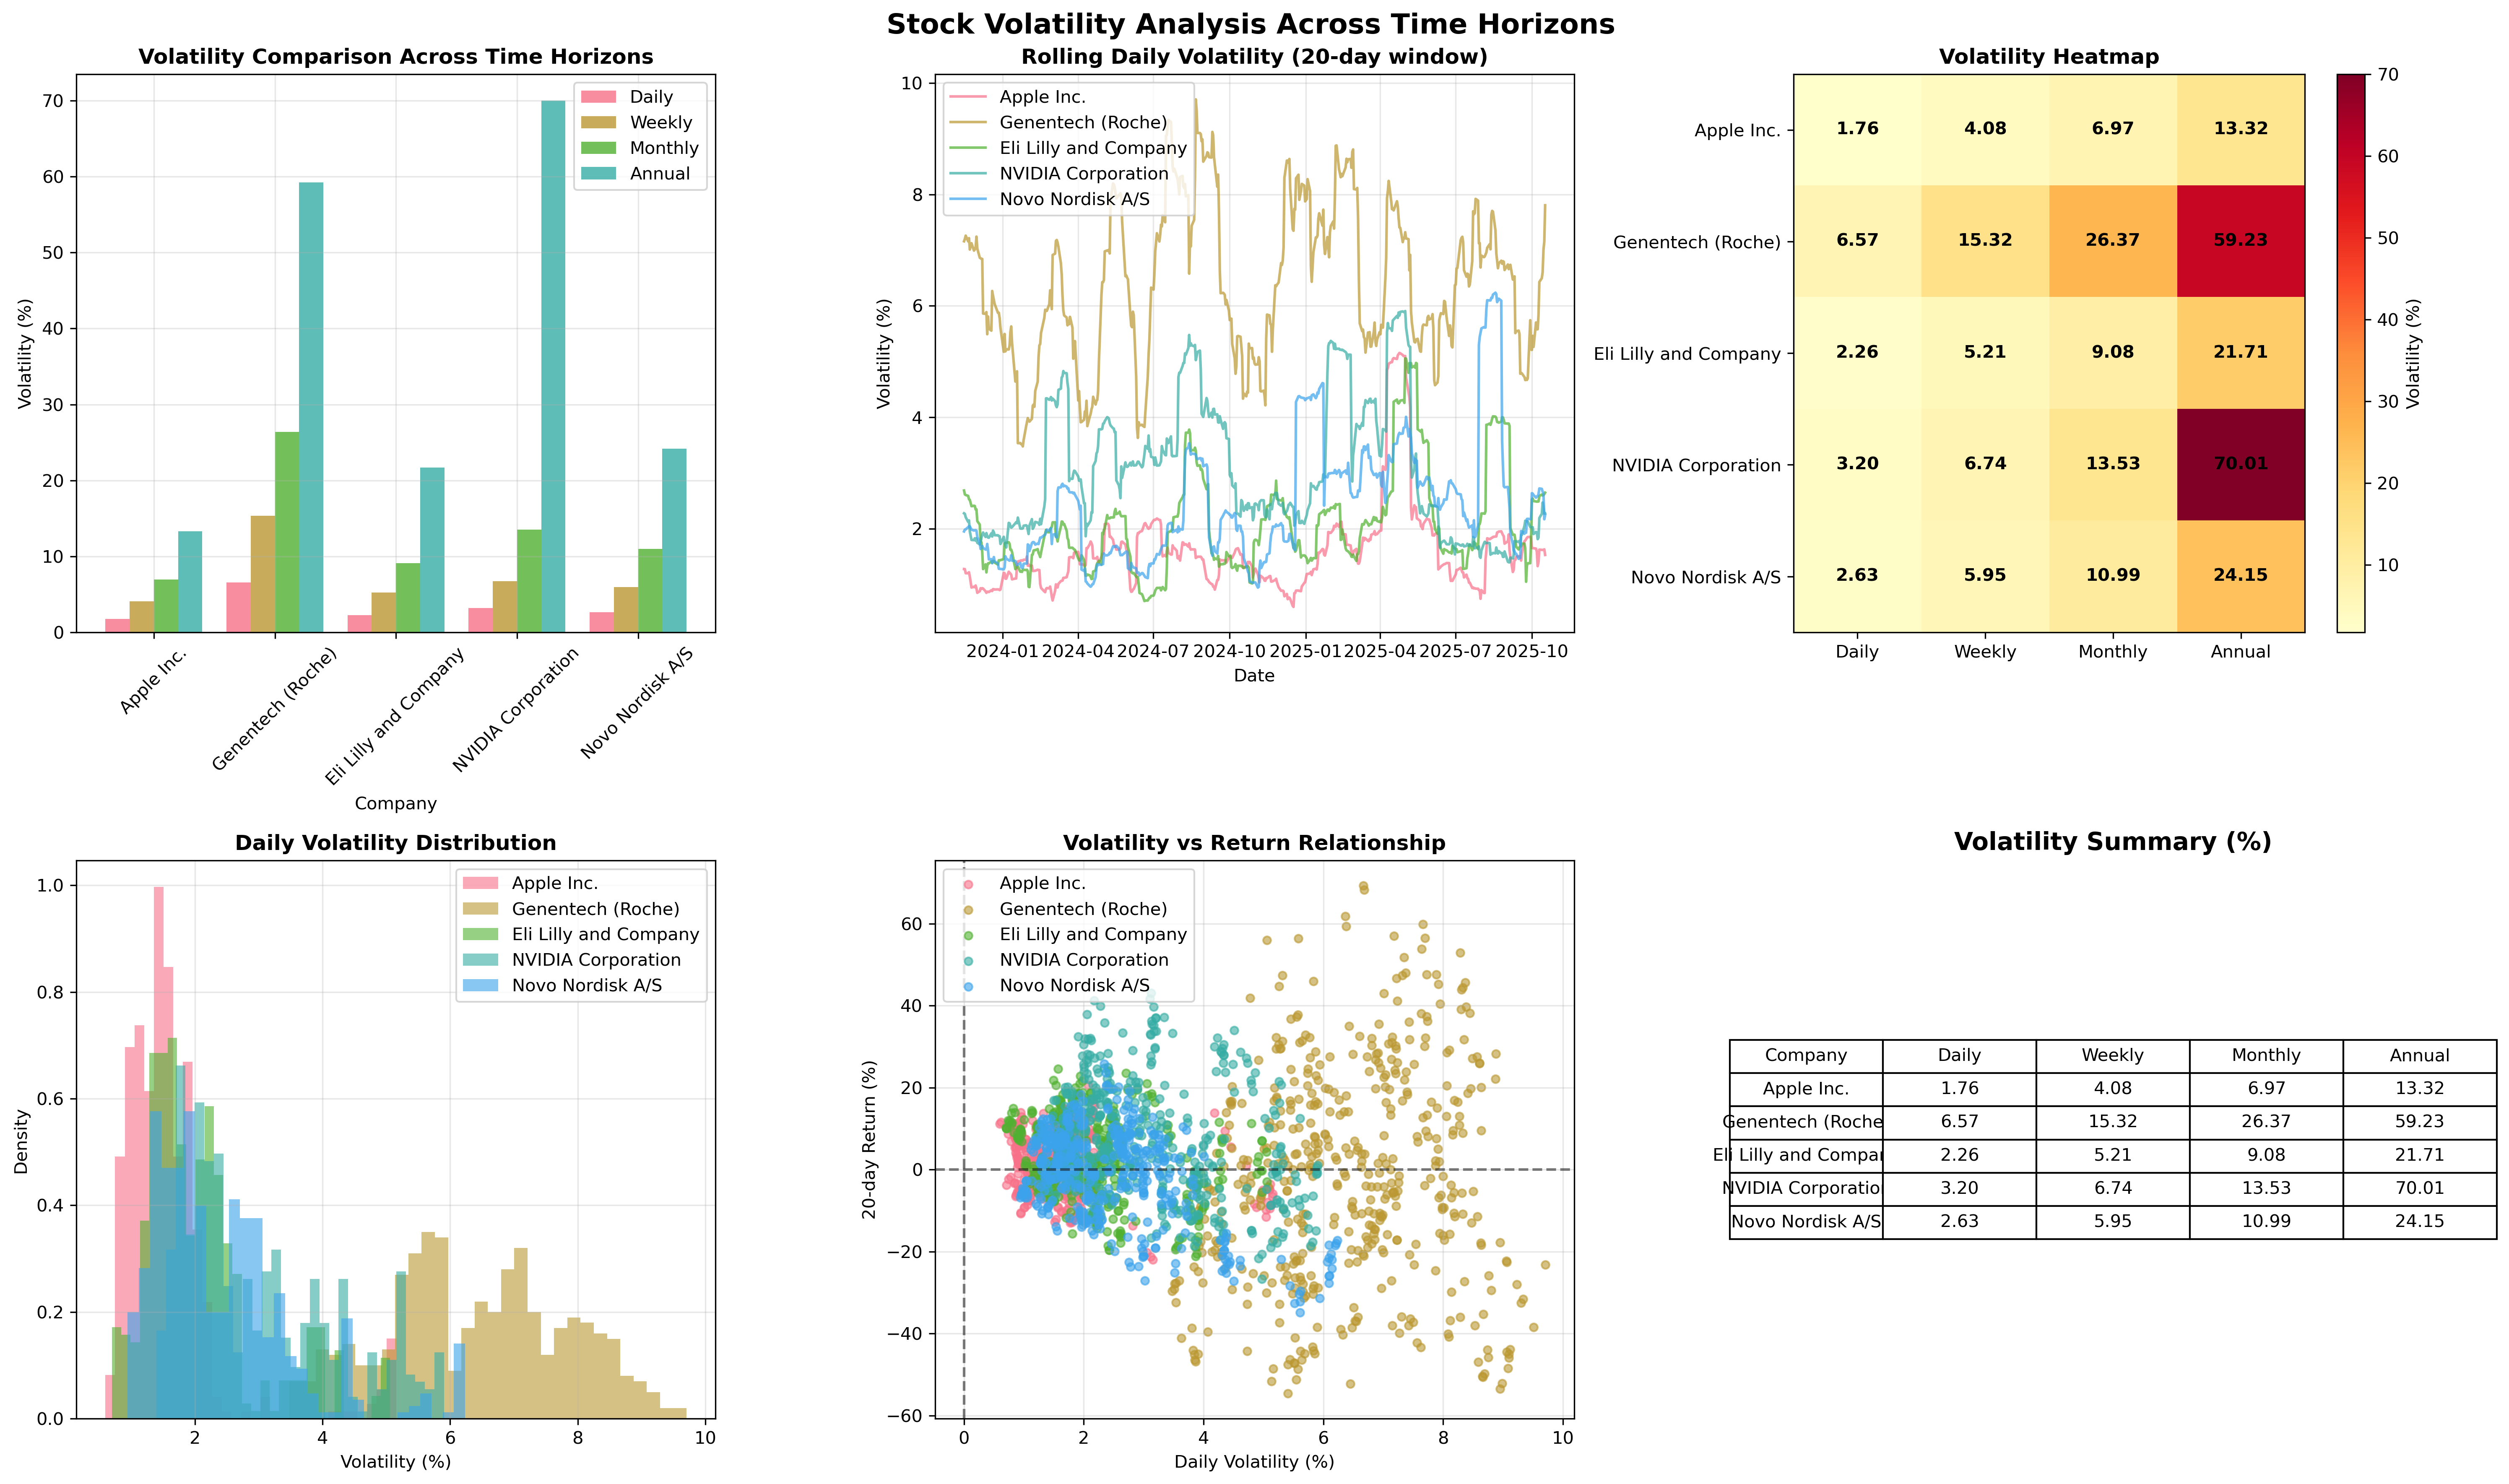 Stock Volatility Analysis Across Time Horizons
Volatility Comparison Across Time Horizons
Volatility (%)
70
60
50
40
30
20
10
0
Daily
Weekly
Monthly
Annual
Apple Inc.
Genentech (Roche)
Eli Lilly and Company
NVIDIA Corporation
Novo Nordisk A/S
Company
Rolling Daily Volatility (20-day window)
Volatility (%)
10
8
6
4
2
Apple Inc.
Genentech (Roche)
Eli Lilly and Company
NVIDIA Corporation
Novo Nordisk A/S
2024-01 2024-04 2024-07 2024-10 2025-01 2025-04 2025-07 2025-10
Date
Volatility Heatmap
Apple Inc. 1.76 4.08 6.97 13.32
Genentech (Roche) 6.57 15.32 26.37 59.23
Eli Lilly and Company 2.26 5.21 9.08 21.71
NVIDIA Corporation 3.20 6.74 13.53 70.01
Novo Nordisk A/S 2.63 5.95 10.99 24.15
Daily Weekly Monthly Annual
70
60
50
40
30
20
10
Volatility (%)
Daily Volatility Distribution
Density
1.0
0.8
0.6
0.4
0.2
0.0
Apple Inc.
Genentech (Roche)
Eli Lilly and Company
NVIDIA Corporation
Novo Nordisk A/S
2 4 6 8 10
Volatility (%)
Volatility vs Return Relationship
20-day Return (%)
60
40
20
0
−20
−40
−60
Apple Inc.
Genentech (Roche)
Eli Lilly and Company
NVIDIA Corporation
Novo Nordisk A/S
0 2 4 6 8 10
Daily Volatility (%)
Volatility Summary (%)
Company Daily Weekly Monthly Annual
Apple Inc. 1.76 4.08 6.97 13.32
Genentech (Roche 6.57 15.32 26.37 59.23
Eli Lilly and Compan 2.26 5.21 9.08 21.71
NVIDIA Corporation 3.20 6.74 13.53 70.01
Novo Nordisk A/S 2.63 5.95 10.99 24.15